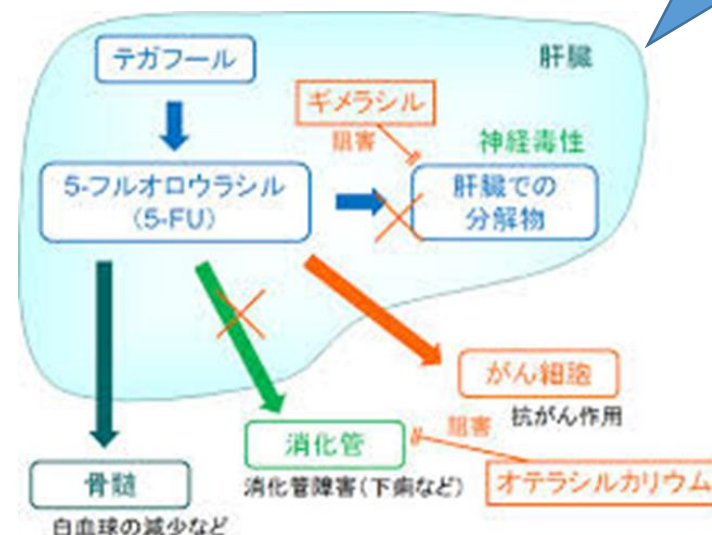 テガフール
肝臓
ギメラシル
阻害
神経毒性
5-フルオロウラシル
(5-FU)
肝臓での
分解物
がん細胞
抗がん作用
阻害
消化管
消化管障害(下痢など)
オテラシルカリウム
骨髄
白血球の減少など